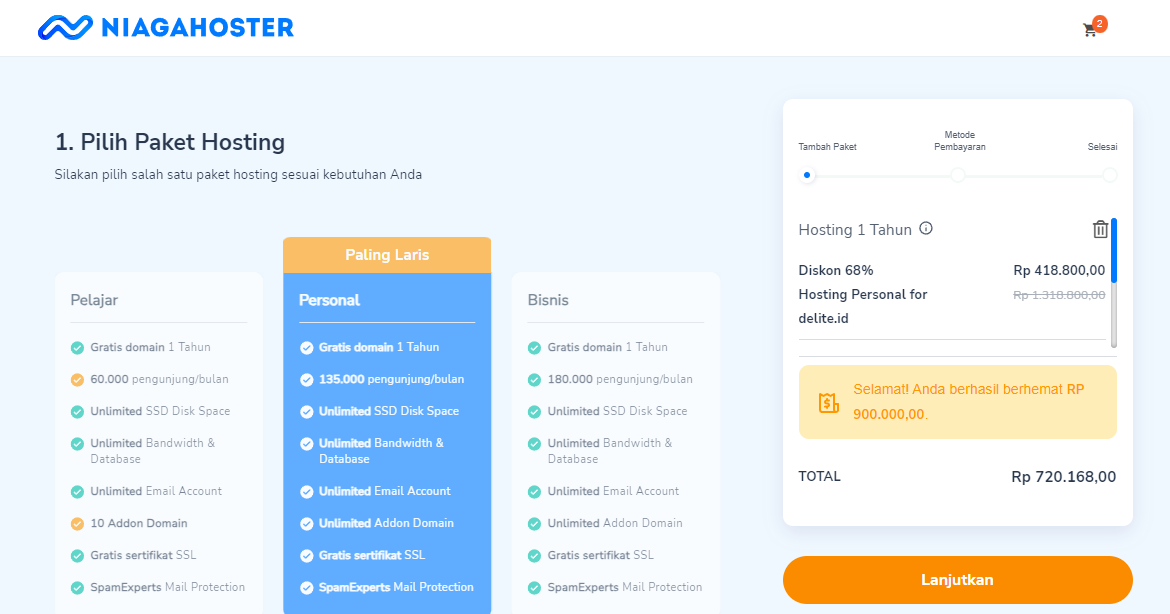 NIAGAHOSTER
2
1. Pilih Paket Hosting
Silakan pilih salah satu paket hosting sesuai kebutuhan Anda
Pelajar
Gratis domain 1 Tahun
60.000 pengunjung/bulan
Unlimited SSD Disk Space
Unlimited Bandwidth &
Database
Unlimited Email Account
10 Addon Domain
Gratis sertifikat SSL
SpamExperts Mail Protection
Paling Laris
Personal
Gratis domain 1 Tahun
135.000 pengunjung/bulan
Unlimited SSD Disk Space
Unlimited Bandwidth &
Database
Unlimited Email Account
Unlimited Addon Domain
Gratis sertifikat SSL
SpamExperts Mail Protection
Bisnis
Gratis domain 1 Tahun
180.000 pengunjung/bulan
Unlimited SSD Disk Space
Unlimited Bandwidth &
Database
Unlimited Email Account
Unlimited Addon Domain
Gratis sertifikat SSL
SpamExperts Mail Protection
Tambah Paket
Metode
Pembayaran
Selesai
Hosting 1 Tahun
Diskon 68% Rp 418.800,00
Hosting Personal for Rp 1.318.800,00
delite.id
Selamat! Anda berhasil berhemat RP
900.000,00.
TOTAL Rp 720.168,00
Lanjutkan